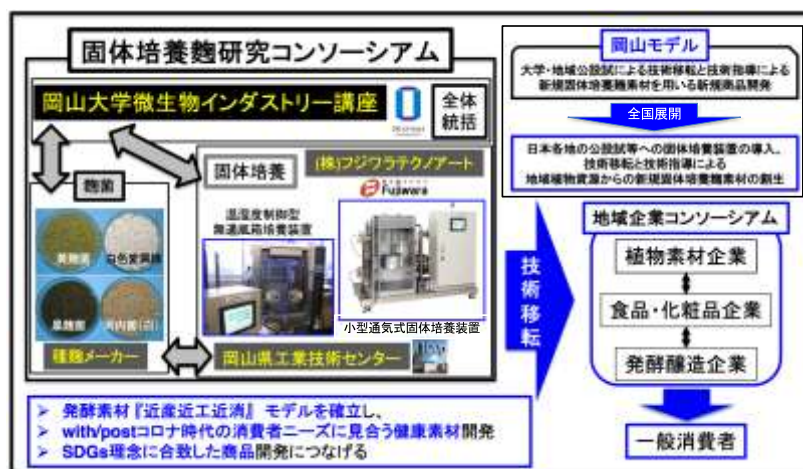 固体培養麴研究コンソーシアム
岡山大学微生物インダストリー講座
全体
統括
麴菌
黄麴菌
白色変異株
黒麴菌
河内菌(白)
種麴メーカー
固体培養
(株)フジワラテクノアート
Fujiwara
温湿度制御型
無通風箱培養装置
小型通気式固体培養装置
岡山県工業技術センター
➢ 発酵素材『近産近工近消』モデルを確立し、
➢ with/postコロナ時代の消費者ニーズに見合う健康素材開発
➢ SDGs理念に合致した商品開発につなげる
技術移転
岡山モデル
大学・地域公設試による技術移転と技術指導による
新規固体培養麴素材を用いる新規商品開発
全国展開
日本各地の公設試等への固体培養装置の導入、
技術移転と技術指導による
地域植物資源からの新規固体培養麴素材の創生
地域企業コンソーシアム
植物素材企業
食品・化粧品企業
発酵醸造企業
一般消費者